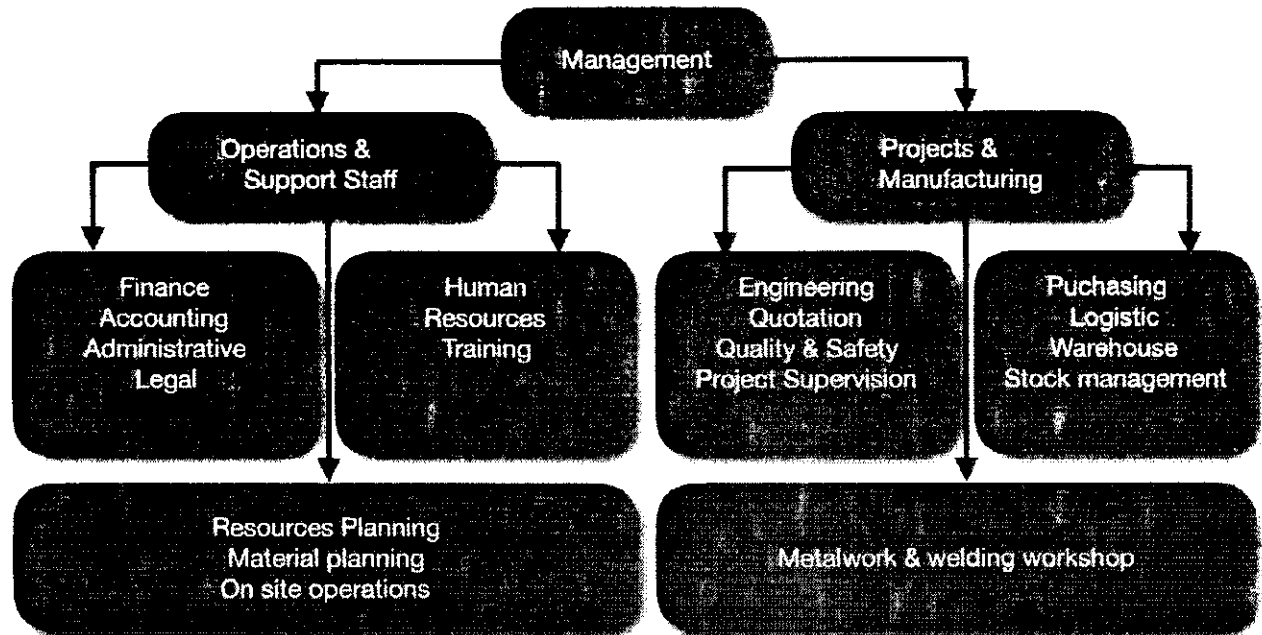 Management
Operations &
Support Staff
Projects &
Manufacturing
Finance
Accounting
Administrative
Legal
Human
Resources
Training
Engineering
Quotation
Quality & Safety
Project Supervision
Puchasing
Logistic
Warehouse
Stock management
Resources Planning
Material planning
On site operations
Metalwork & welding workshop